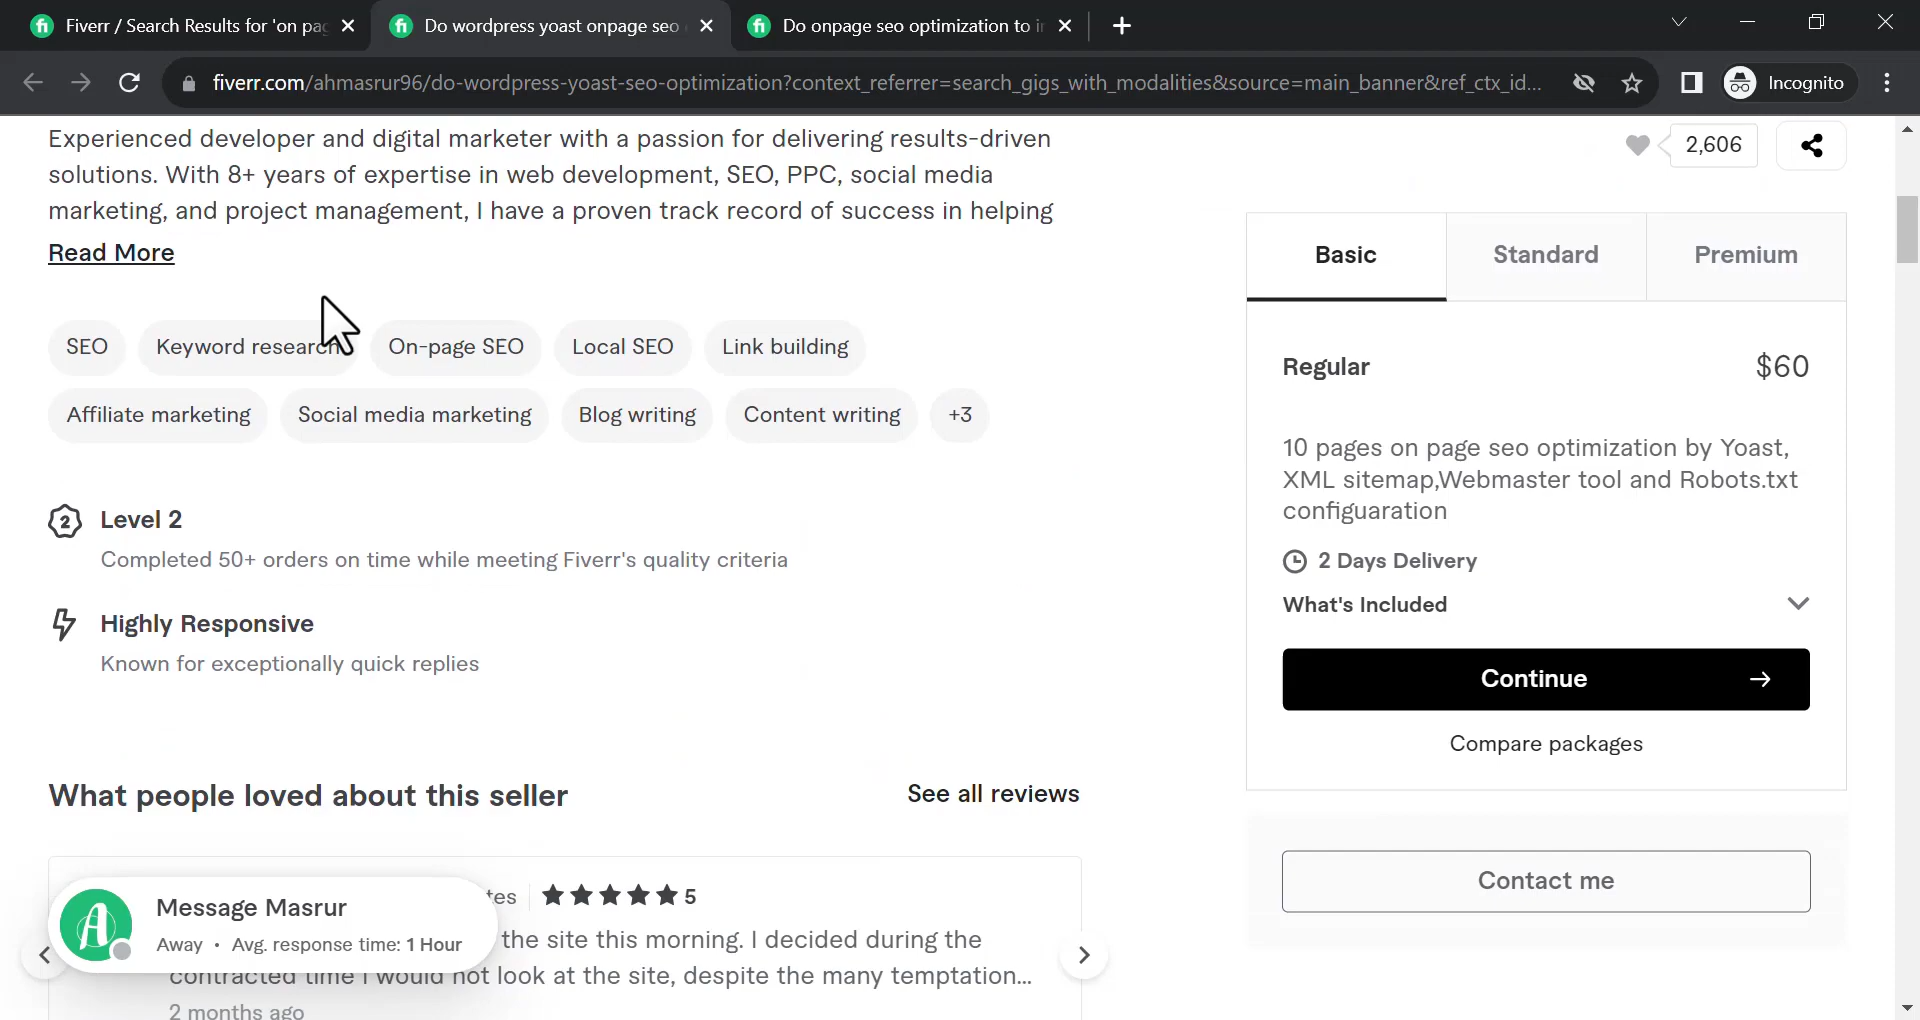 Fiverr / Search Results for 'on pag
Do wordpress yoast onpage seo
Do onpage seo optimization to in
fiverr.com/ahmasrur96/do-wordpress-yoast-seo-optimization?context_referrer=search_gigs_with_modalities&source=main_banner&ref_ctx_id...
Incognito
Experienced developer and digital marketer with a passion for delivering results-driven
solutions. With 8+ years of expertise in web development, SEO, PPC, social media
marketing, and project management, I have a proven track record of success in helping
Read More
SEO
Keyword research
On-page SEO
Local SEO
Link building
Affiliate marketing
Social media marketing
Blog writing
Content writing
+3
2
Level 2
Completed 50+ orders on time while meeting Fiverr's quality criteria
Highly Responsive
Known for exceptionally quick replies
What people loved about this seller
See all reviews
5
the site this morning. I decided during the
contracted time I would not look at the site, despite the many temptation...
2 months ago
Message Masrur
Away • Avg. response time: 1 Hour
2,606
Basic
Standard
Premium
Regular
$60
10 pages on page seo optimization by Yoast,
XML sitemap,Webmaster tool and Robots.txt
configuaration
2 Days Delivery
What's Included
Continue
Compare packages
Contact me